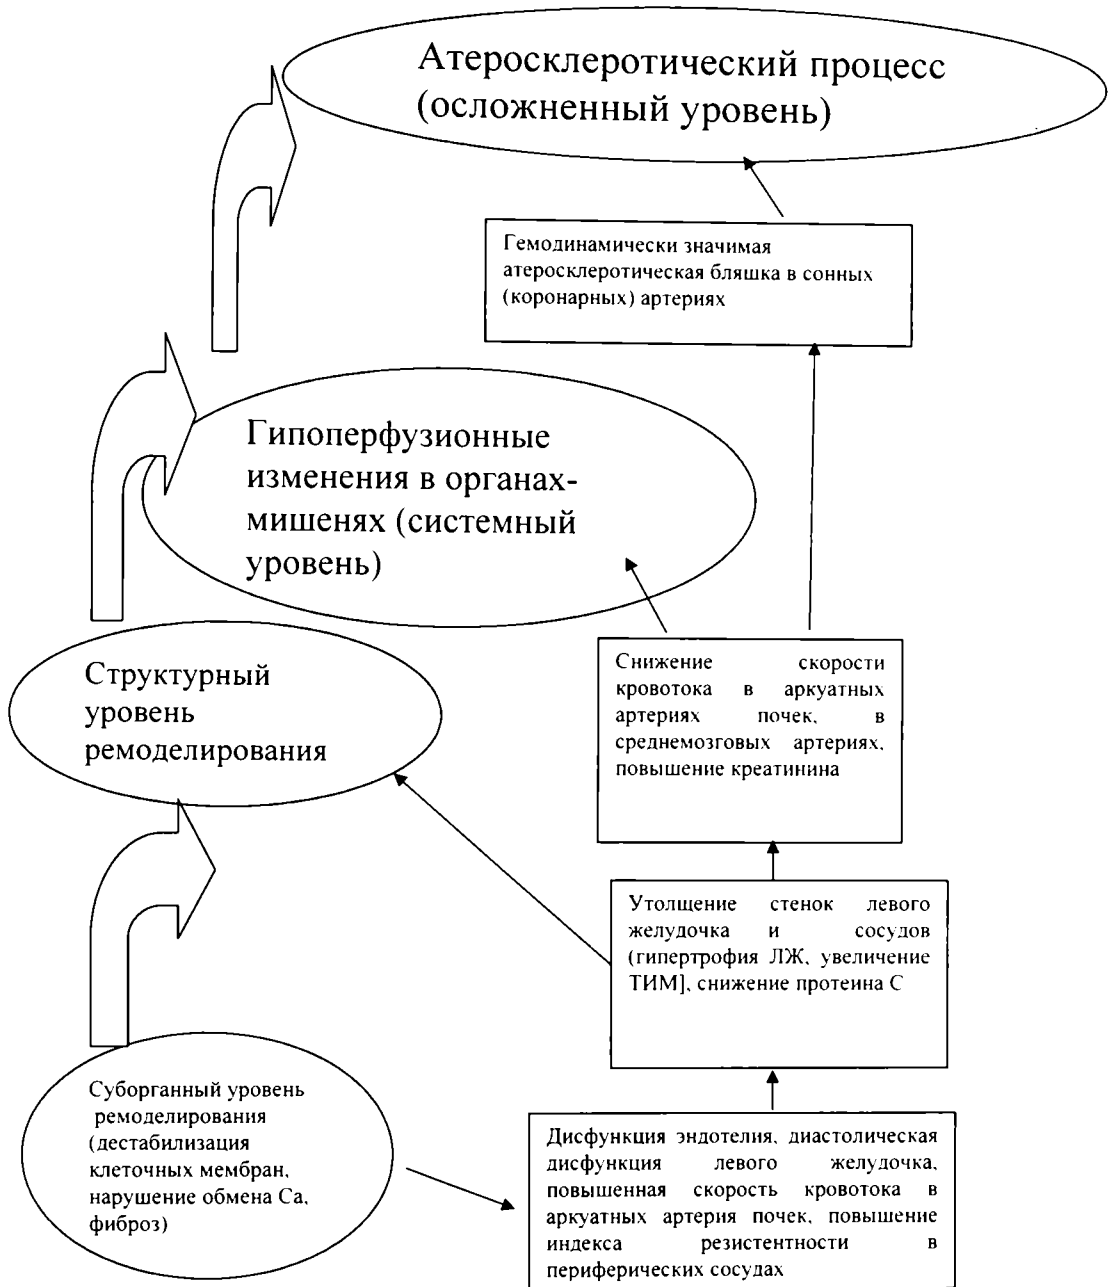 Атеросклеротический процесс
(осложненный уровень)
Гемодинамически значимая
атеросклеротическая бляшка в сонных
(коронарных) артериях
Гипоперфузионные
изменения в органах-
мишенях (системный
уровень)
Снижение скорости
кровотока в аркуатных
артериях почек, в
среднемозговых артериях,
повышение креатинина
Структурный
уровень
ремоделирования
Утолщение стенок левого
желудочка и сосудов
(гипертрофия ЛЖ, увеличение
ТИМ], снижение протеина С
Суборганный уровень
ремоделирования
(дестабилизация
клеточных мембран,
нарушение обмена Са,
фиброз)
Дисфункция эндотелия, диастолическая
дисфункция левого желудочка,
повышенная скорость кровотока в
аркуатных артерия почек, повышение
индекса резистентности в
периферических сосудах